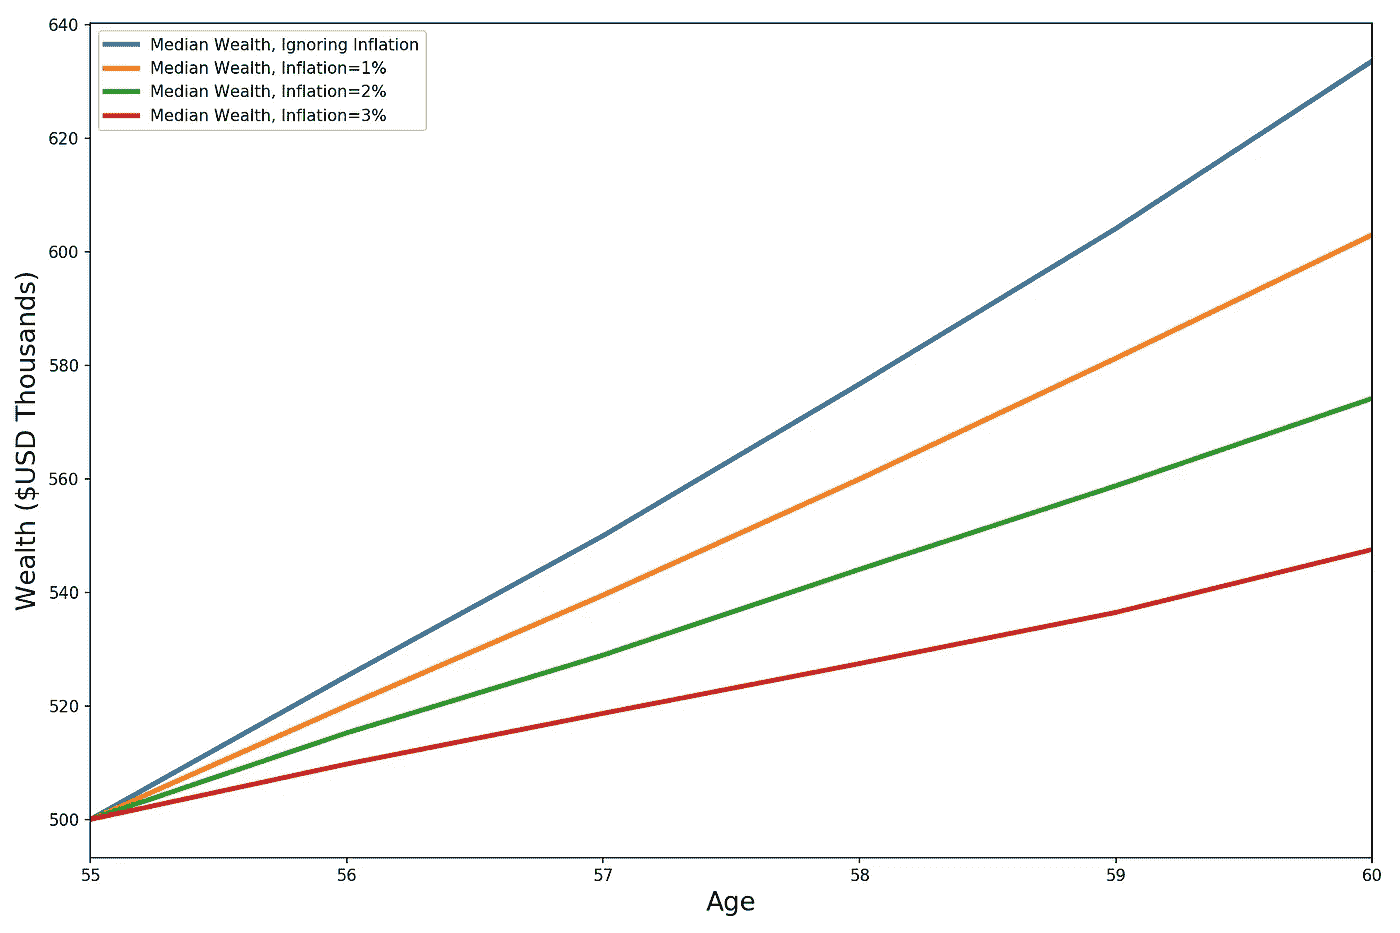 Median Wealth, Ignoring Inflation
Median Wealth, Inflation=1%
Median Wealth, Inflation=2%
Median Wealth, Inflation=3%
640
620
600
580
560
540
520
500
Wealth ($USD Thousands)
55 56 57 58 59 60
Age